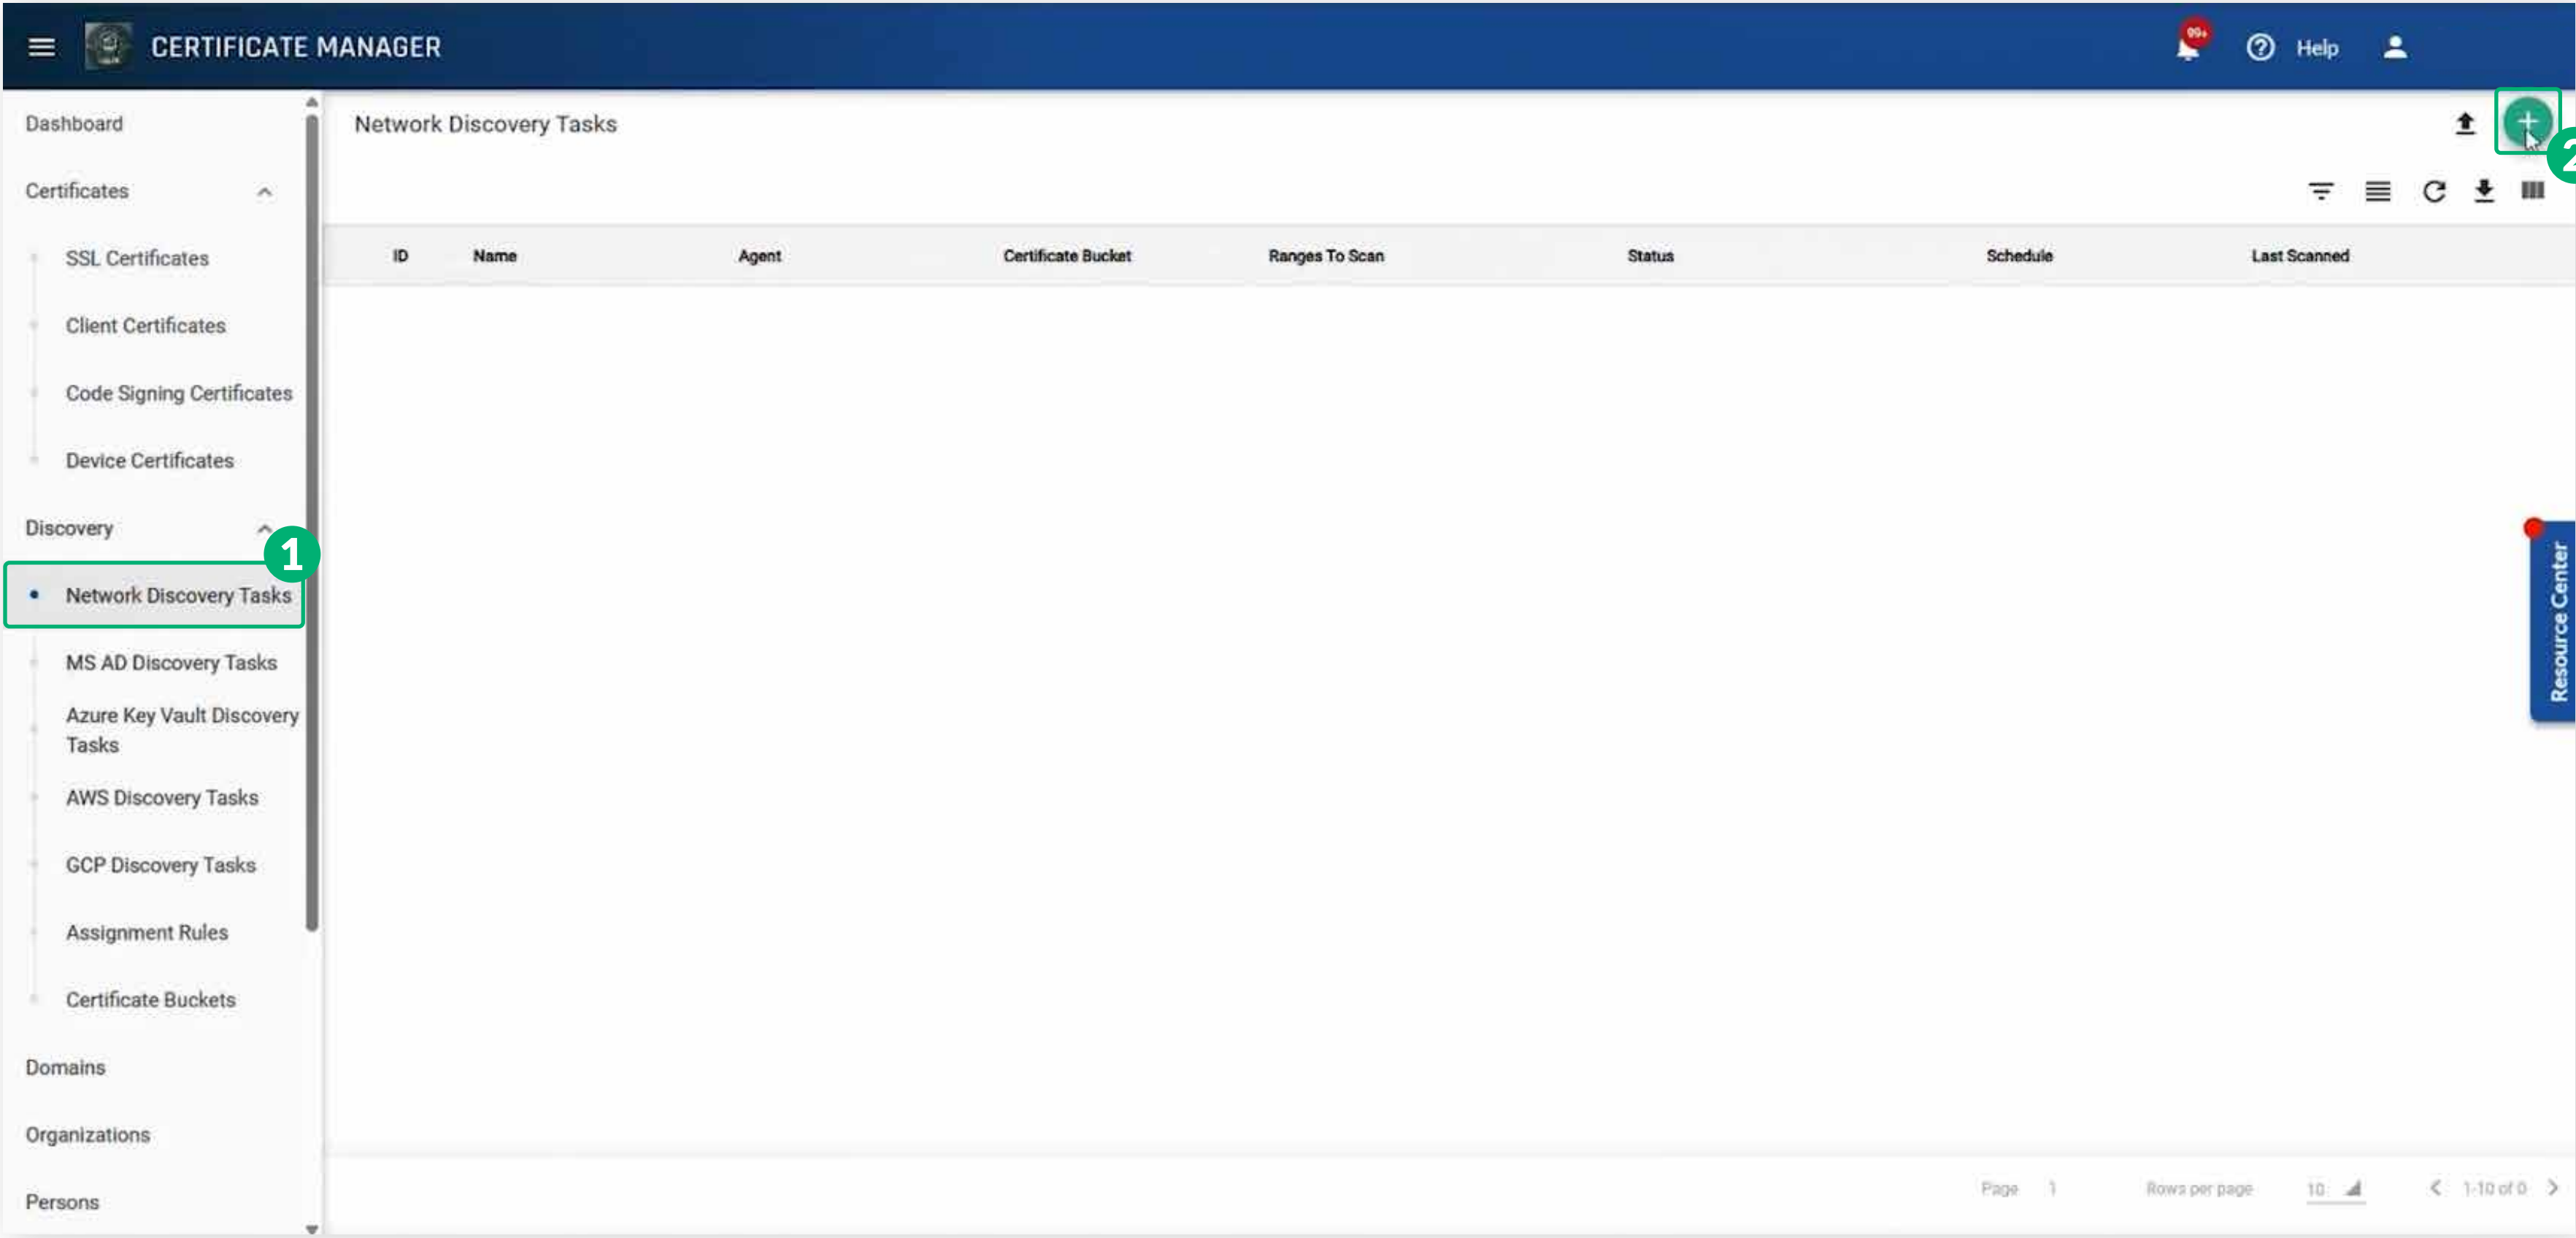 CERTIFICATE MANAGER
99+
Help
Dashboard
Network Discovery Tasks
2
Certificates
ID Name Agent Certificate Bucket Ranges To Scan Status Schedule Last Scanned
SSL Certificates
Client Certificates
Code Signing Certificates
Device Certificates
Discovery
1
Network Discovery Tasks
MS AD Discovery Tasks
Azure Key Vault Discovery
Tasks
AWS Discovery Tasks
GCP Discovery Tasks
Assignment Rules
Certificate Buckets
Domains
Organizations
Persons
Resource Center
Page 1 Rows per page 10 1-10 of 0